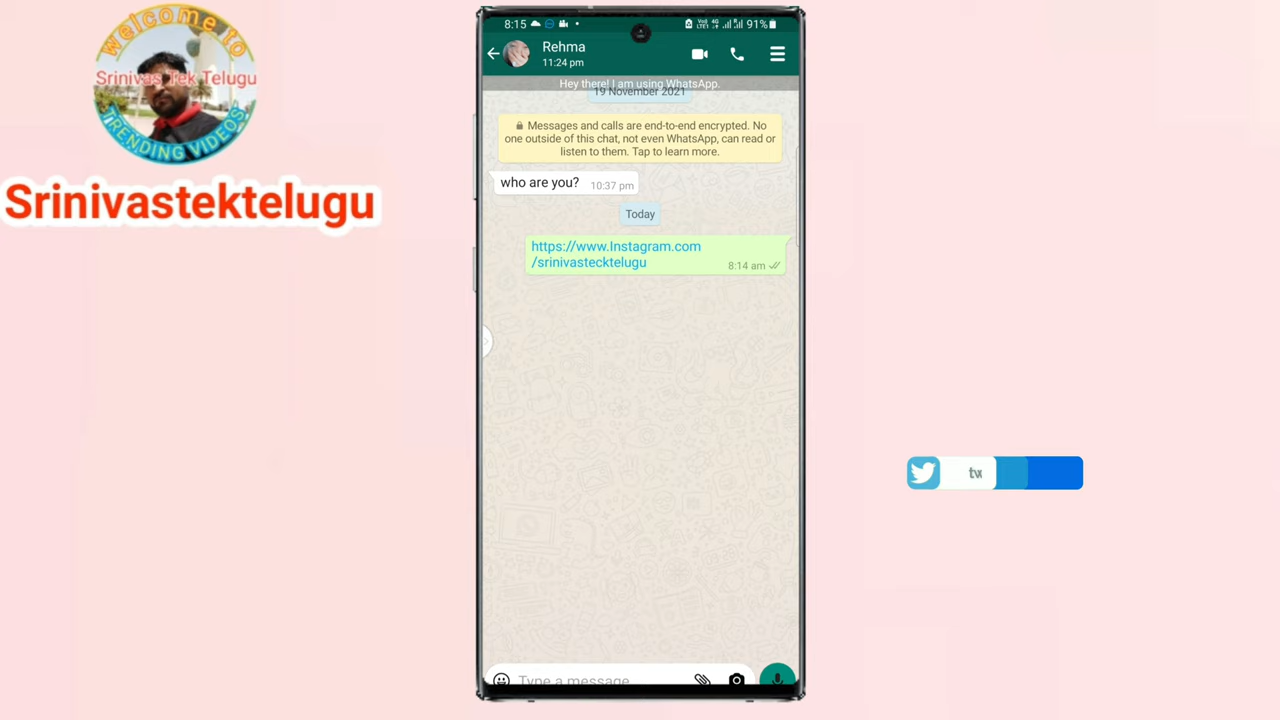 welcome to
Srinivas Tek Telugu
TRENDING VIDEOS
Srinivastektelugu
8:15
VoLTE1 4G 91%
Rehma
11:24 pm
Hey there! I am using WhatsApp.
19 November 2021
Messages and calls are end-to-end encrypted. No
one outside of this chat, not even WhatsApp, can read or
listen to them. Tap to learn more.
who are you? 10:37 pm
Today
https://www.Instagram.com
/srinivastecktelugu
8:14 am
tw
Type a message